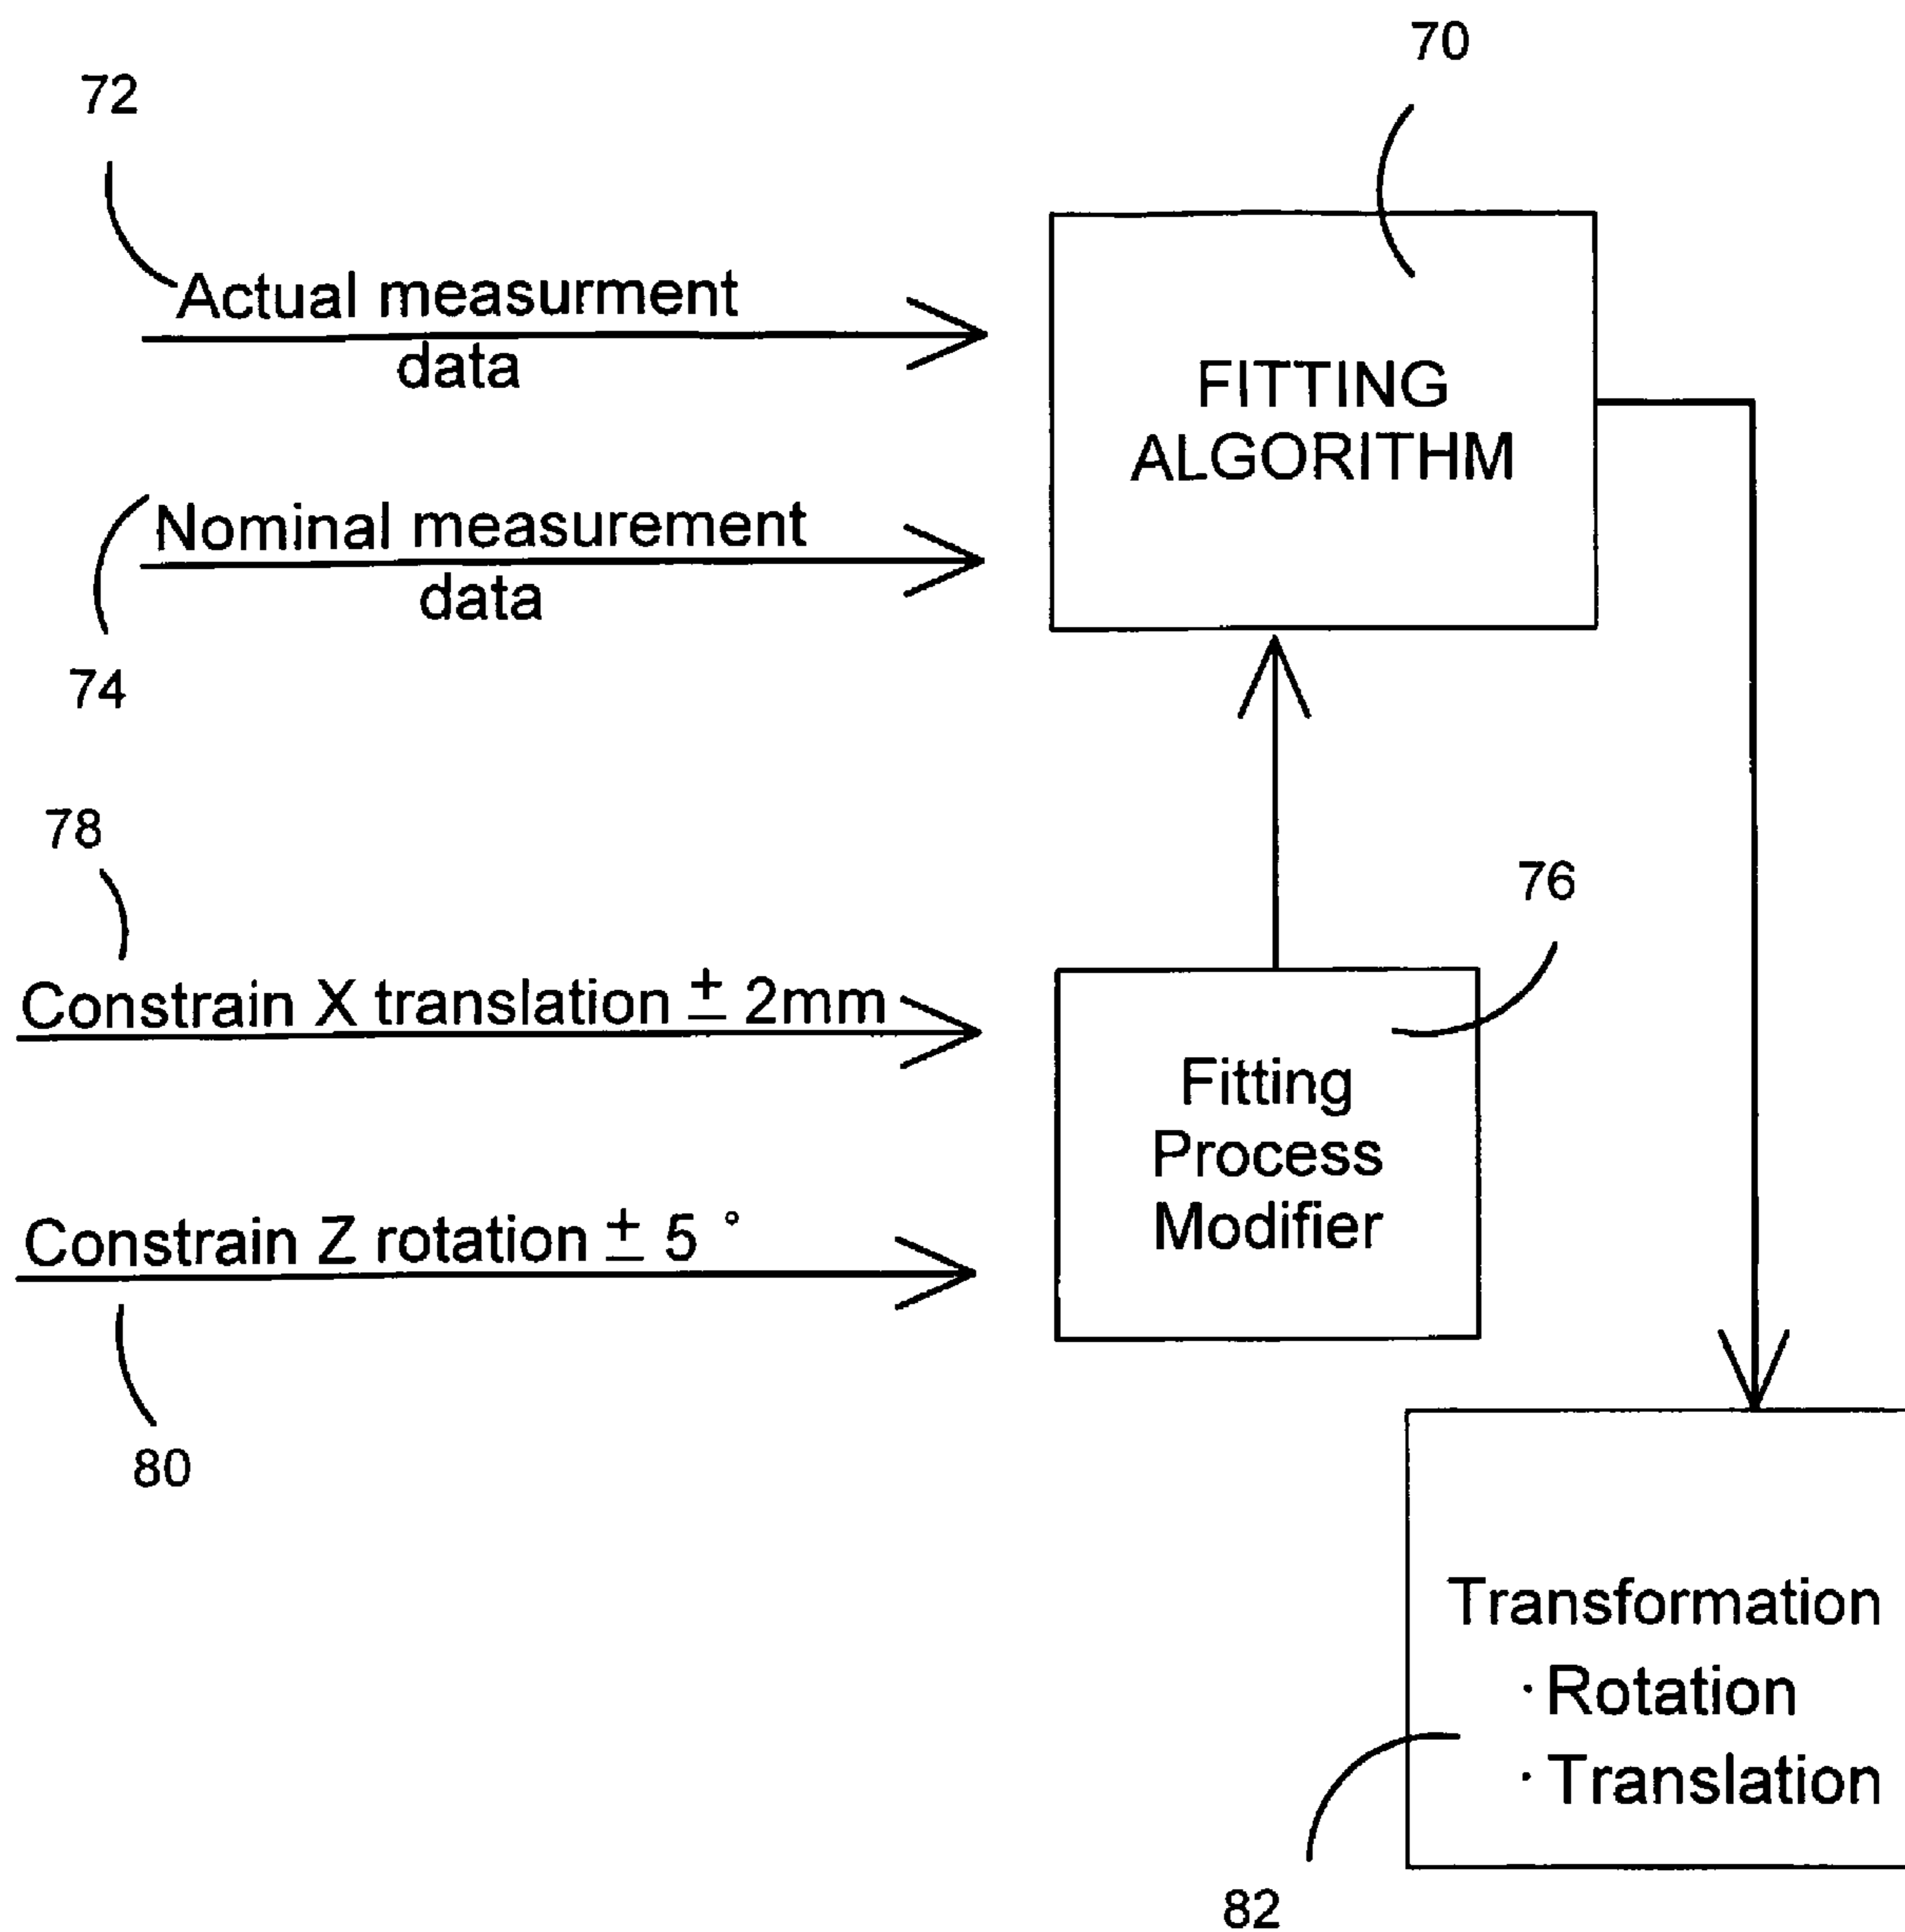 70
72
Actual measurment
data
FITTING
ALGORITHM
Nominal measurement
data
74
78
76
Constrain X translation ± 2mm
Fitting
Process
Modifier
Constrain Z rotation ± 5 °
80
Transformation
· Rotation
· Translation
82